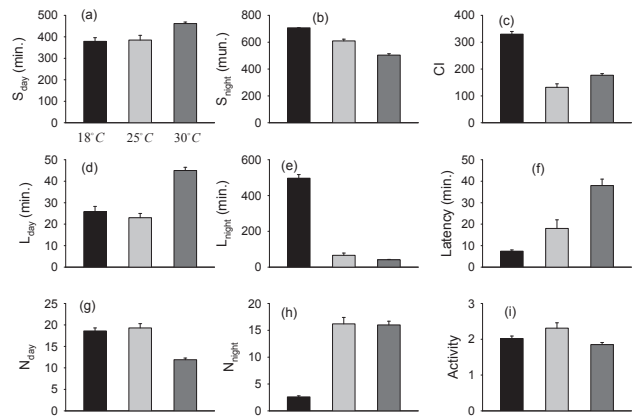 (a) (b) (c)
S_day (min.) 500 400 300 200 100 0
S_night (mun.) 800 600 400 200 0
CI 400 300 200 100 0
18°C 25°C 30°C
(d) (e) (f)
L_day (min.) 50 40 30 20 10 0
L_night (min.) 600 400 200 0
Latency (min.) 50 40 30 20 10 0
(g) (h) (i)
N_day 25 20 15 10 5 0
N_night 20 15 10 5 0
Activity 3 2 1 0